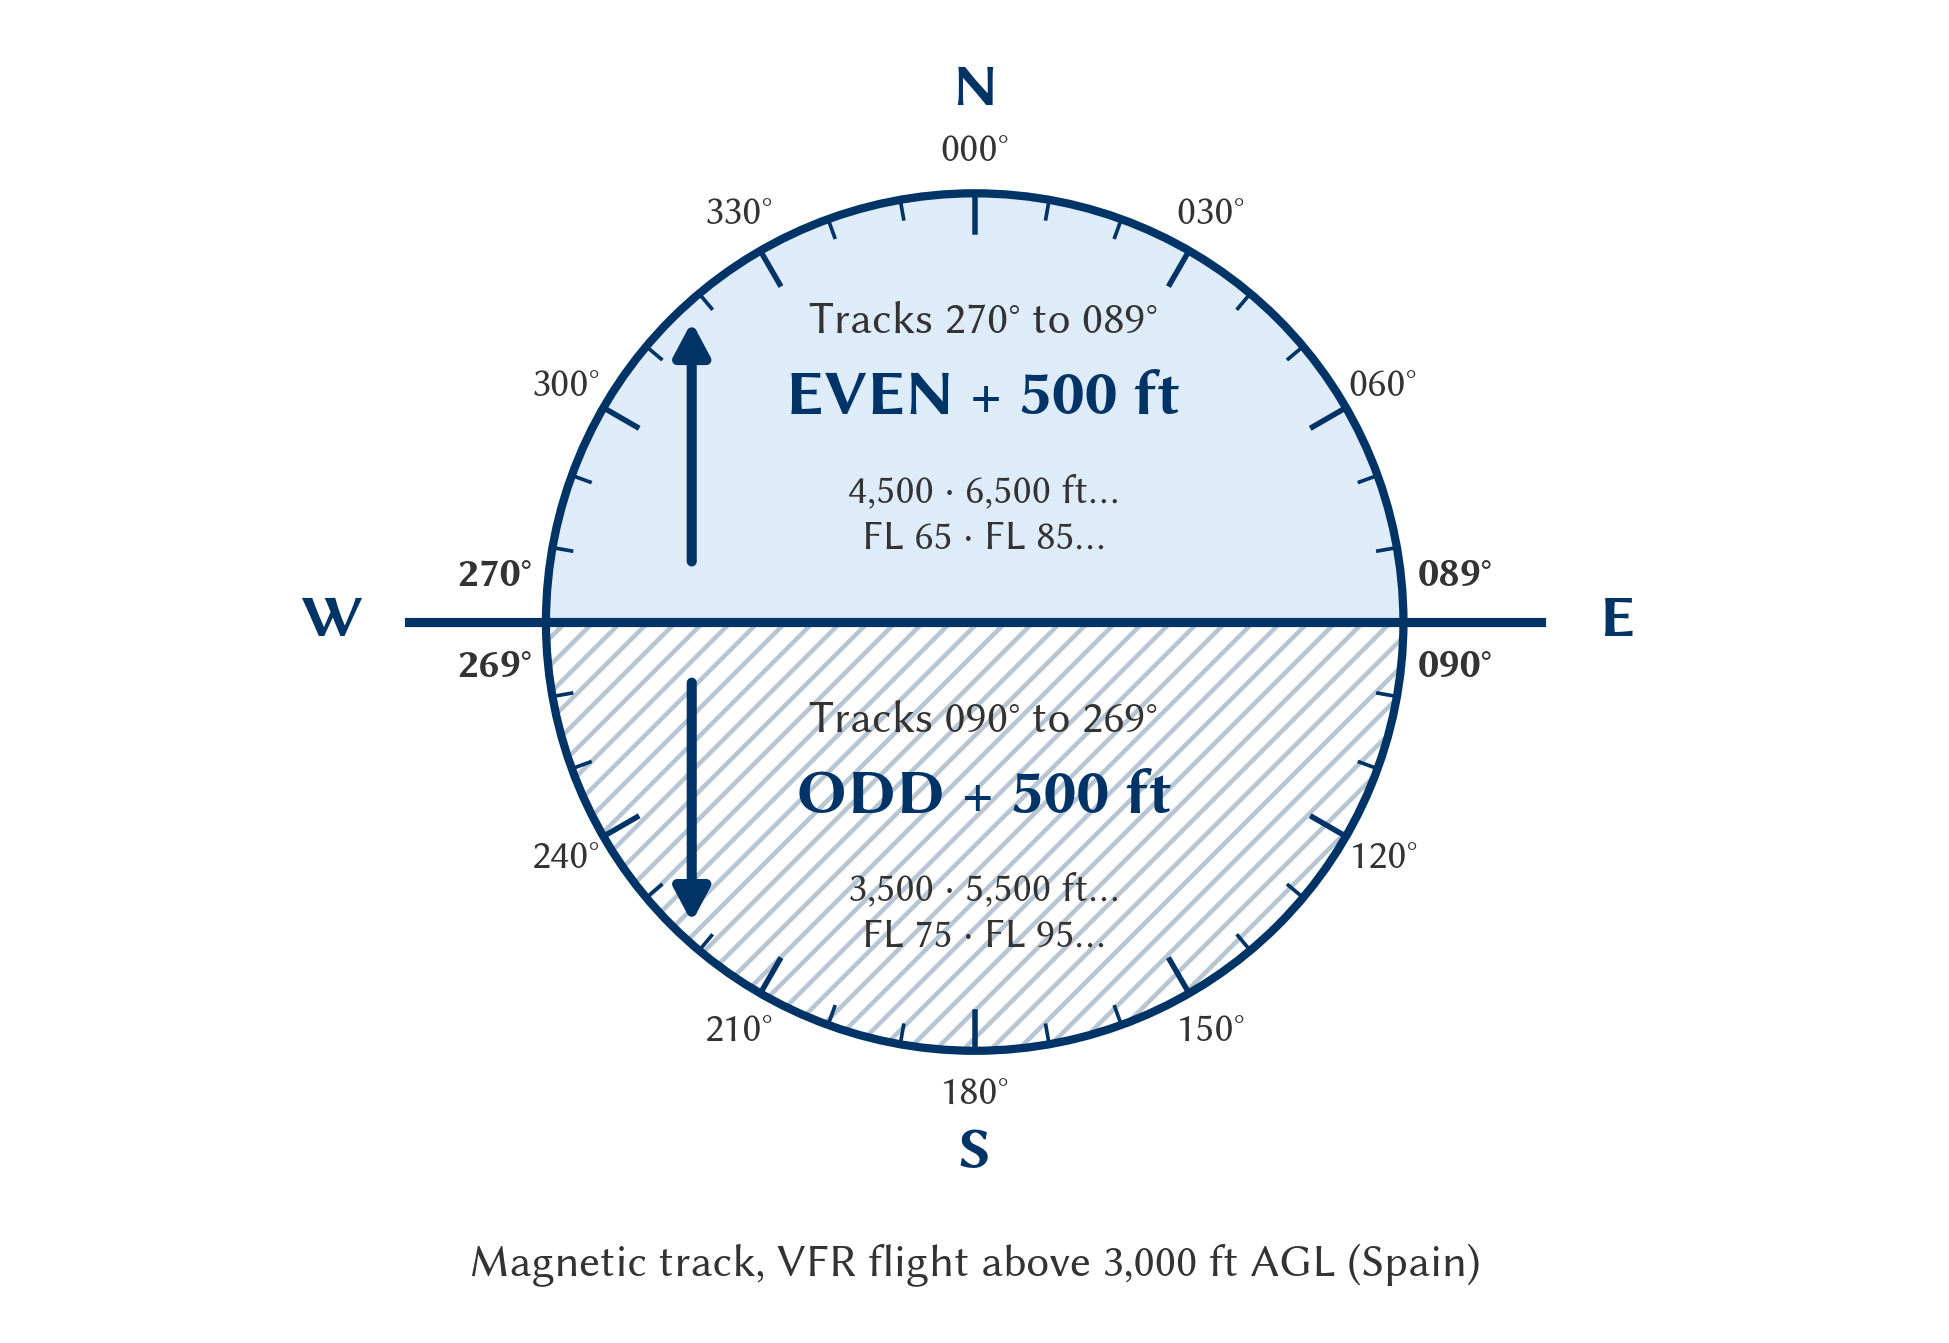 N
000°
330°
030°
Tracks 270° to 089°
300°
EVEN + 500 ft
060°
4,500 · 6,500 ft...
FL 65 · FL 85...
270°
089°
W
E
269°
090°
Tracks 090° to 269°
ODD + 500 ft
240°
120°
3,500 · 5,500 ft...
FL 75 · FL 95...
210°
150°
180°
S
Magnetic track, VFR flight above 3,000 ft AGL (Spain)